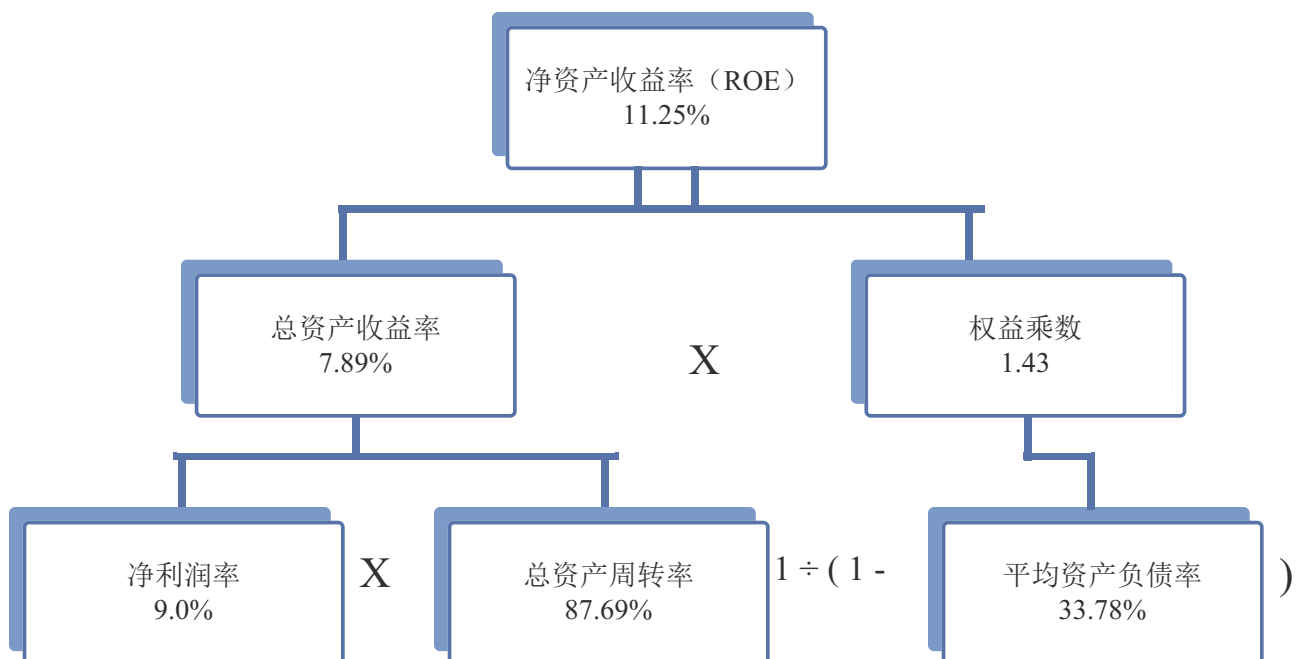 净资产收益率（ROE）
11.25%
总资产收益率
7.89%
X
权益乘数
1.43
净利润率
9.0%
X
总资产周转率
87.69%
1 ÷ ( 1 -
平均资产负债率
33.78%
)